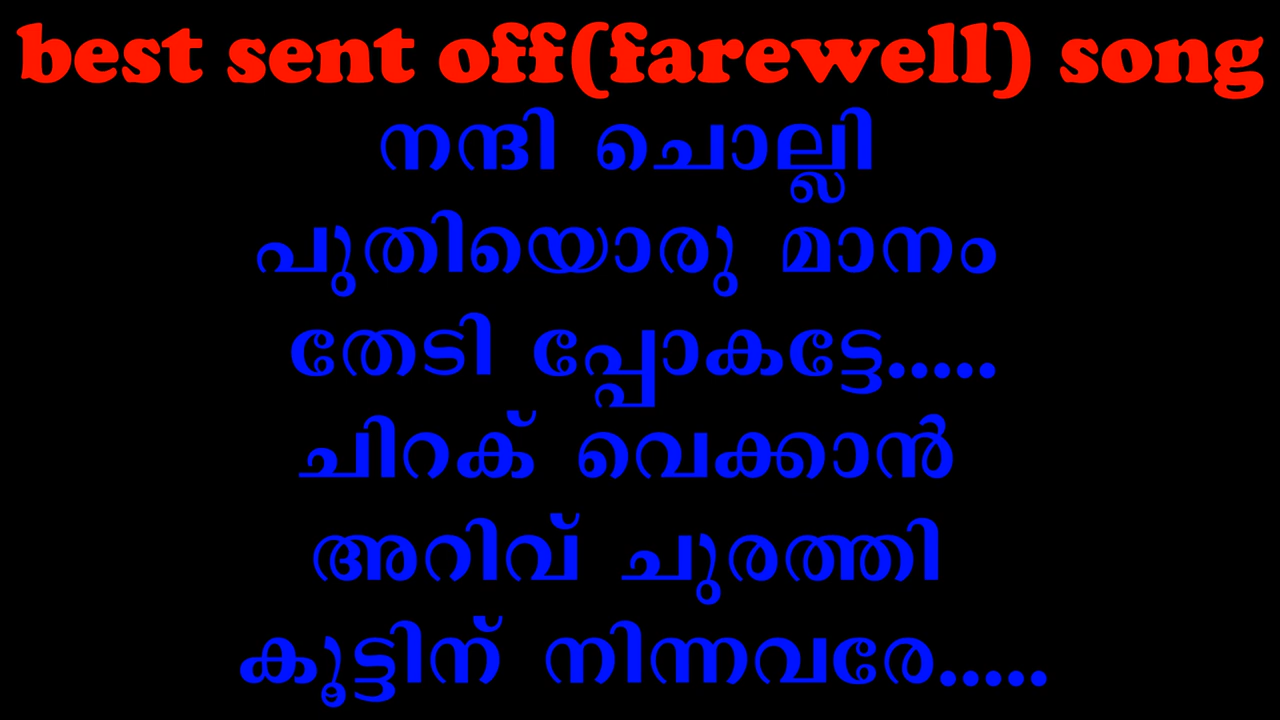 best sent off(farewell) song
നന്ദി ചൊല്ലി
പുതിയൊരു മാനം
തേടി പ്പോകട്ടേ.....
ചിറക് വെക്കാൻ
അറിവ് ചുരത്തി
കൂട്ടിന് നിന്നവരേ.....